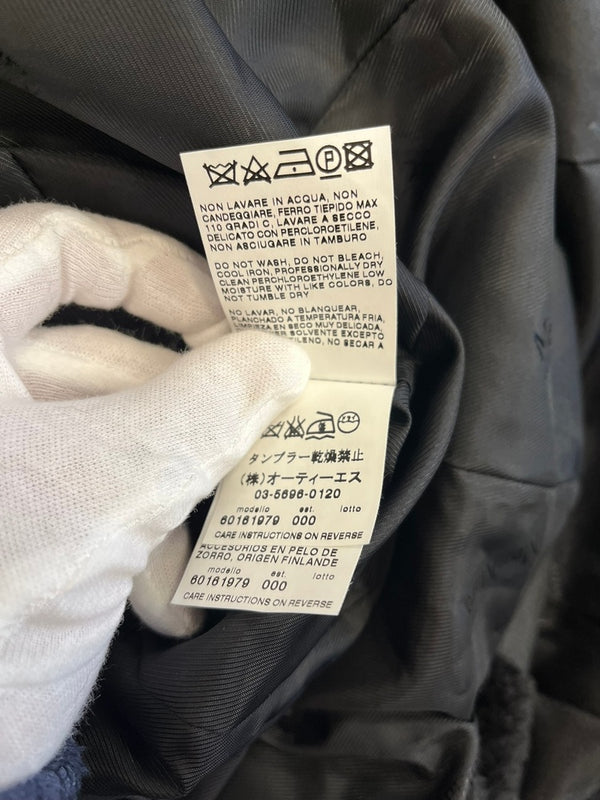 NON LAVARE IN ACQUA, NON
CANDEGGIARE, FERRO TIEPIDO MAX
110 GRADI C, LAVARE A SECCO
DELICATO CON PERCLOROETILENE,
NON ASCIUGARE IN TAMBURO
DO NOT WASH, DO NOT BLEACH,
COOL IRON, PROFESSIONALLY DRY
CLEAN PERCHLOROETHYLENE LOW
MOISTURE WITH LIKE COLORS, DO
NOT TUMBLE DRY
NO LAVAR, NO BLANQUEAR,
PLANCHADO A TEMPERATURA FRIA,
LIMPIEZA EN SECO MUY DELICADA,
SOLVENTE EXCEPTO
NO SECAR A
タンブラー乾燥禁止
(株)オーティーエス
03-5696-0120
modello est. lotto
60161979 000
CARE INSTRUCTIONS ON REVERSE
ACCESORIOS EN PELO DE
ZORRO, ORIGEN FINLANDE
modello est. lotto
60161979 000
CARE INSTRUCTIONS ON REVERSE